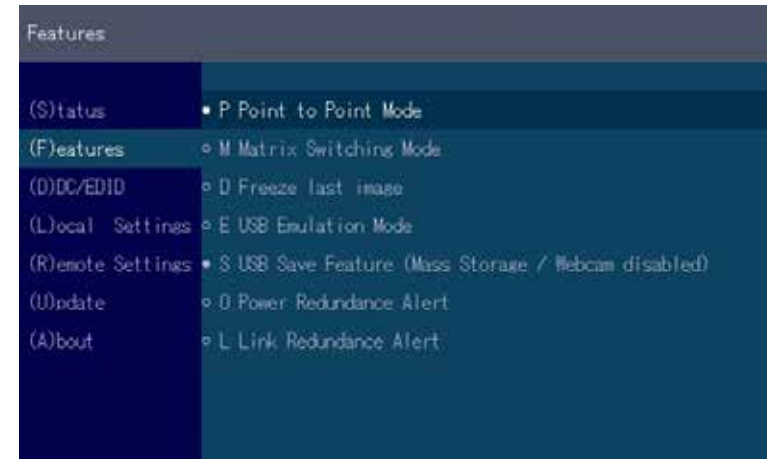 Features
(S)tatus
• P Point to Point Mode
(F)eatures
◦ M Matrix Switching Mode
(D)DC/EDID
◦ D Freeze last image
(L)ocal Settings
◦ E USB Emulation Mode
(R)emote Settings
• S USB Save Feature (Mass Storage / Webcam disabled)
(U)pdate
◦ O Power Redundance Alert
(A)bout
◦ L Link Redundance Alert